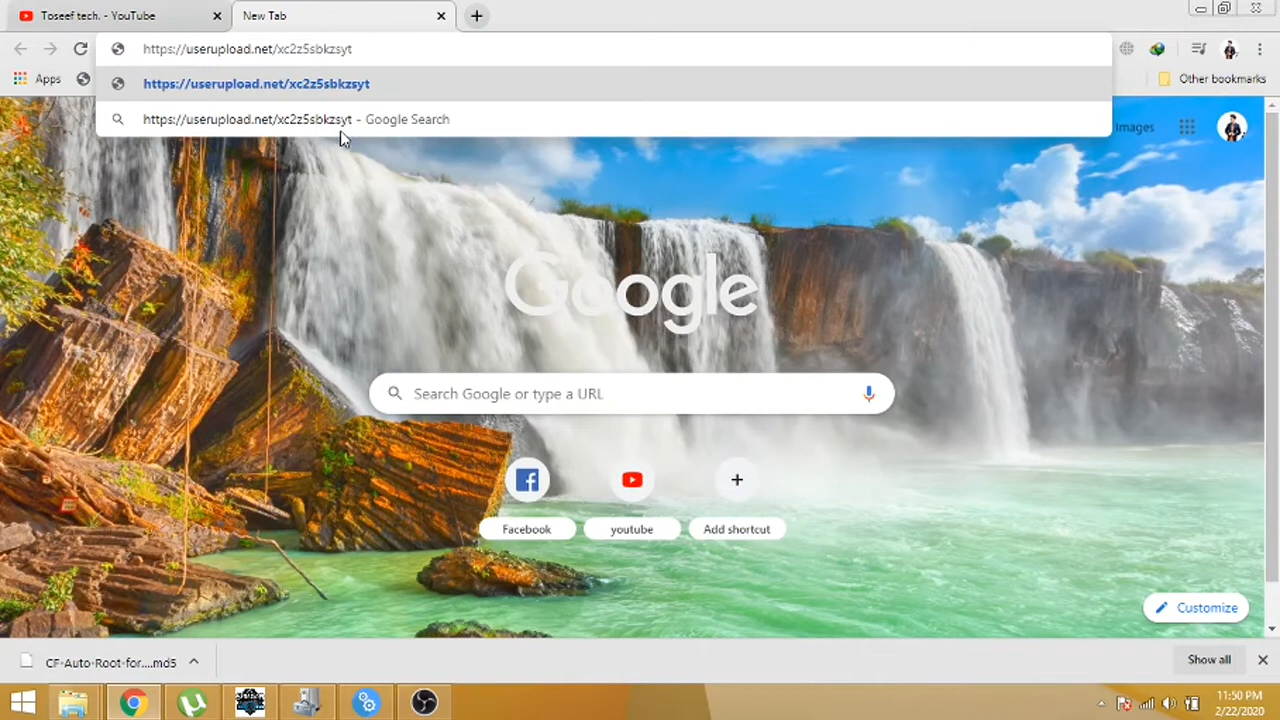 Toseef tech. - YouTube
New Tab
https://userupload.net/xc2z5sbkzsyt
https://userupload.net/xc2z5sbkzsyt
https://userupload.net/xc2z5sbkzsyt - Google Search
Apps
Other bookmarks
Images
Google
Search Google or type a URL
Facebook
youtube
Add shortcut
Customize
CF-Auto-Root-for....md5
Show all
11:50 PM
2/22/2020